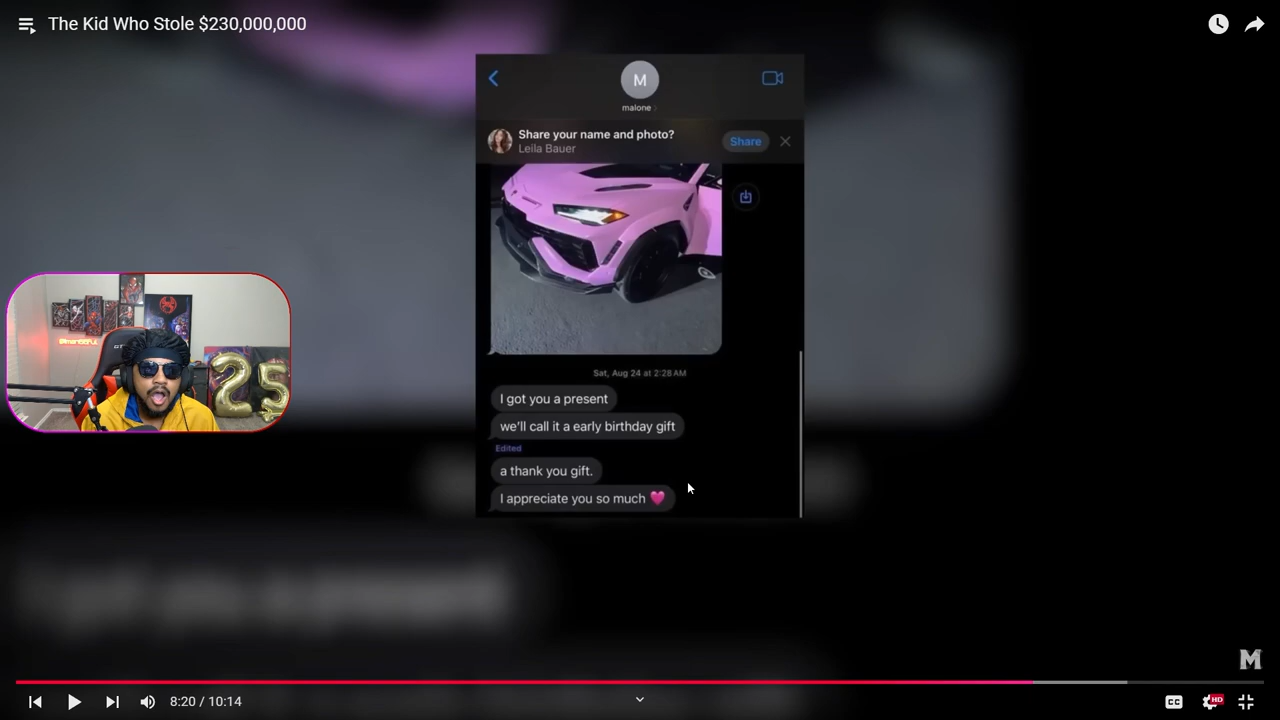 The Kid Who Stole $230,000,000
M
malone
Share your name and photo?
Leila Bauer
Share
Sat, Aug 24 at 2:28 AM
I got you a present
we'll call it a early birthday gift
Edited
a thank you gift.
I appreciate you so much 🩷
25
M
8:20 / 10:14
CC
HD